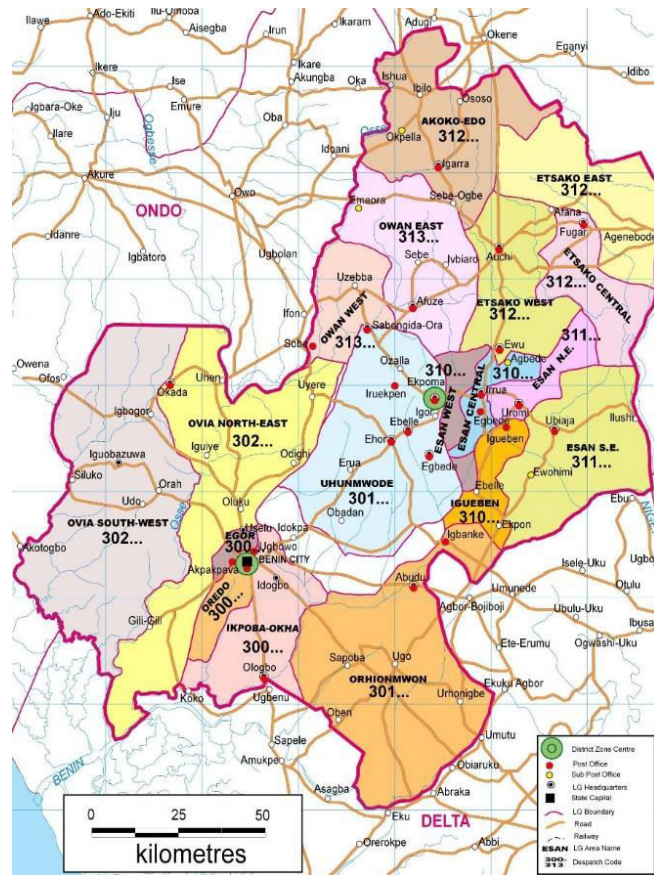 Ilawe
Ado-Ekiti
Ilu-Omoba
Aisegba
Ikaram
Adugi
Okene
Eganyi
Idibo
Ikere
Ikare
Akungba
Oka
Ishua
Ibilo
Ososo
Ise
Emure
Igbara-Oke
Iju
Ilare
Ogbesse
Oba
Idoani
Osse
AKOKO-EDO
312...
Okpella
Igarra
Akure
Owo
ONDO
Idanre
Igbatoro
Ugbolan
Ifon
Emeora
Sebe-Ogbe
ETSAKO EAST
312...
Afana
Fugar
Agenebode
OWAN EAST
313...
Sebe
Ivbiaro
Auchi
ETSAKO CENTRAL
312...
Uzebba
Afuze
ETSAKO WEST
312...
OWAN WEST
313...
Sabongida-Ora
Sobe
311...
ESAN N.E.
Ewu
Agbede
310...
Owena
Ofos
Okada
Uhen
Uyere
Ozalla
Iruekpen
310...
Ekpoma
Igor
ESAN WEST
ESAN CENTRAL
Irrua
Uromi
Egbeor
Igueben
Ubiaja
Ilushi
Igbogor
OVIA NORTH-EAST
302...
Iguiye
Ebelle
Ehor
Egbede
ESAN S.E.
311...
Iguobazuwa
Siluko
Orah
Udo
Odighi
Erua
UHUNMWODE
301...
Ebelle
Ewohimi
Ebu
Oluku
Obadan
IGUEBEN
310...
Ekpon
OVIA SOUTH-WEST
302...
Osse
Akotogbo
Uselu
Idokpa
EGOR
300
Ugbowo
BENIN CITY
Akpakpava
Idogbo
Igbanke
Isele-Uku
Abudu
Umunede
Otulu
OREDO
300...
Agbor-Bojiboji
Ubulu-Uku
Ogwashi-Uku
Gili-Gili
IKPOBA-OKHA
300...
Ologbo
Sapoba
Ugo
ORHIONMWON
301...
Ete-Erumu
Ekuku Agbor
Urhonigbe
Koko
Ugbenu
Oben
Sapele
Umutu
BENIN
Amukpe
Obiaruku
Asagba
Abraka
Eku
DELTA
Orerokpe
Abbi
0 25 50
kilometres
District Zone Centre
Post Office
Sub Post Office
LG Headquarters
State Capital
LG Boundary
Road
Railway
ESAN LG Area Name
300-313 Despatch Code